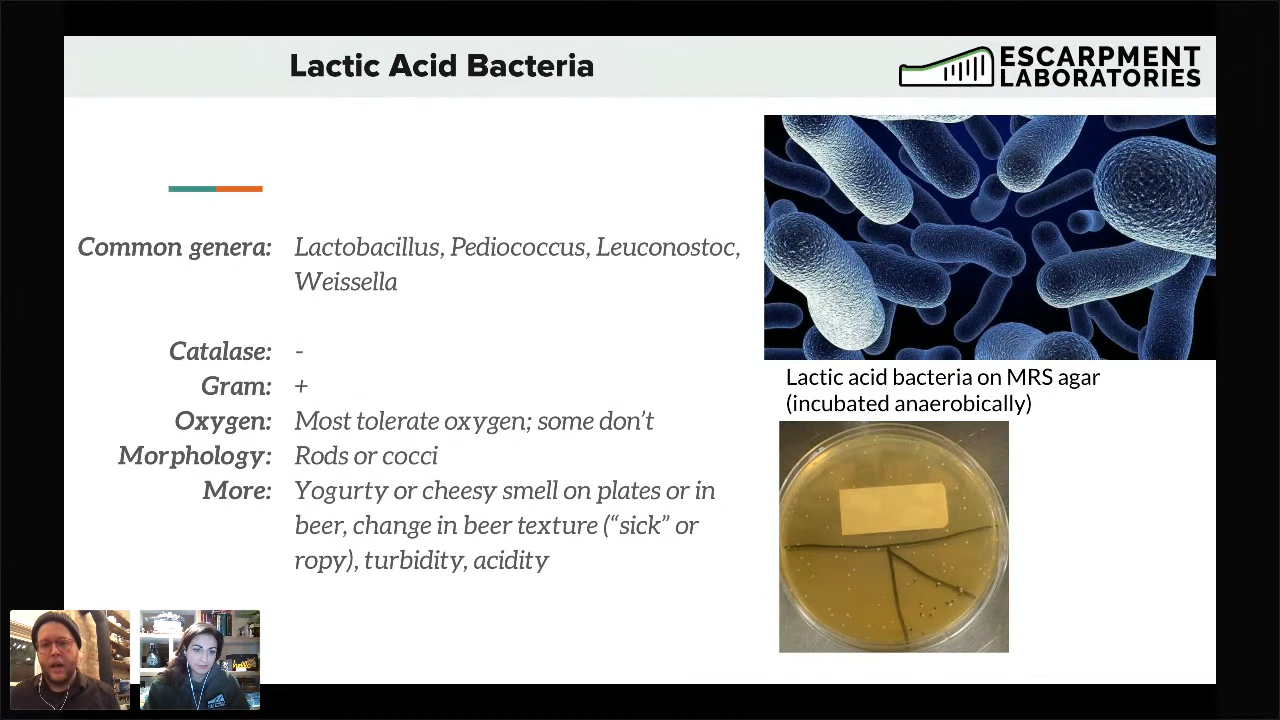 Lactic Acid Bacteria
ESCARPMENT
LABORATORIES
Common genera: Lactobacillus, Pediococcus, Leuconostoc,
Weissella
Catalase: -
Gram: +
Oxygen: Most tolerate oxygen; some don’t
Morphology: Rods or cocci
More: Yogurty or cheesy smell on plates or in
beer, change in beer texture (“sick” or
ropy), turbidity, acidity
Lactic acid bacteria on MRS agar
(incubated anaerobically)
hello